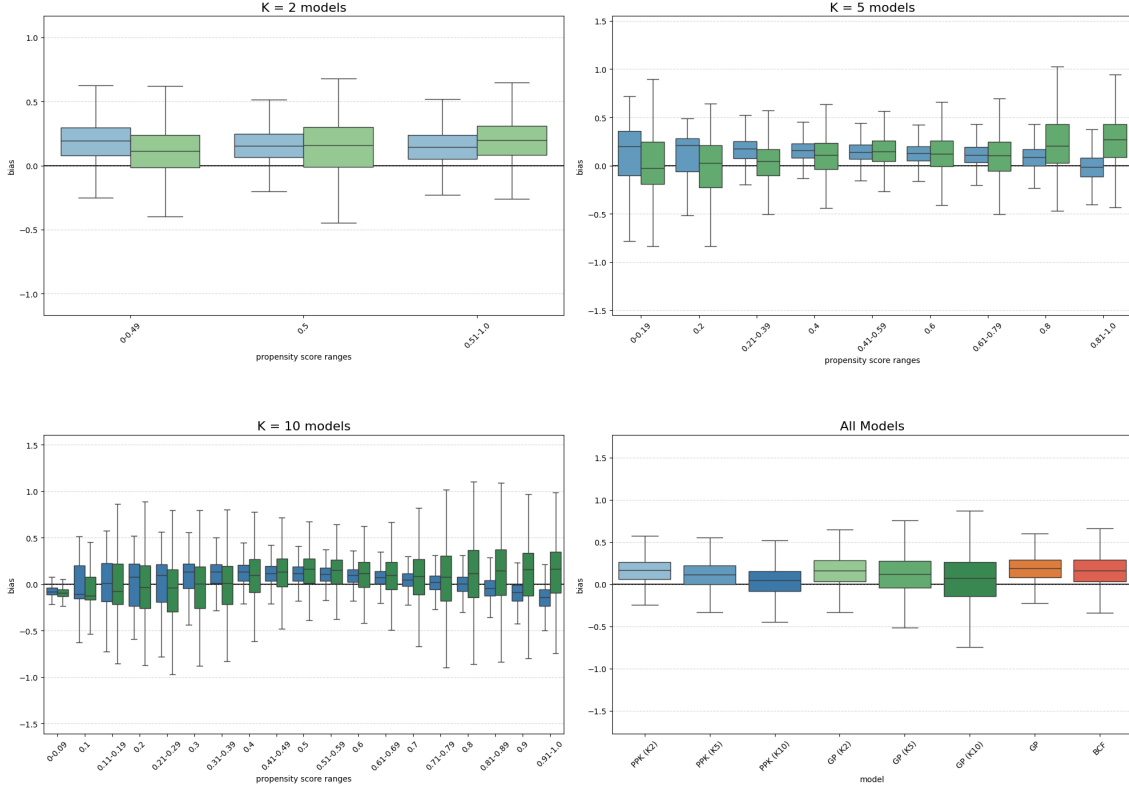 K = 2 models
1.0
0.5
0.0
−0.5
−1.0
bias
0-0.49
0.5
0.51-1.0
propensity score ranges
K = 5 models
1.5
1.0
0.5
0.0
−0.5
−1.0
−1.5
bias
0-0.19
0.2
0.21-0.39
0.4
0.41-0.59
0.6
0.61-0.79
0.8
0.81-1.0
propensity score ranges
K = 10 models
1.5
1.0
0.5
0.0
−0.5
−1.0
−1.5
bias
0-0.09
0.1
0.11-0.19
0.2
0.21-0.29
0.3
0.31-0.39
0.4
0.41-0.49
0.5
0.51-0.59
0.6
0.61-0.69
0.7
0.71-0.79
0.8
0.81-0.89
0.9
0.91-1.0
propensity score ranges
All Models
1.5
1.0
0.5
0.0
−0.5
−1.0
−1.5
bias
PPK (K2)
PPK (K5)
PPK (K10)
GP (K2)
GP (K5)
GP (K10)
GP
BCF
model